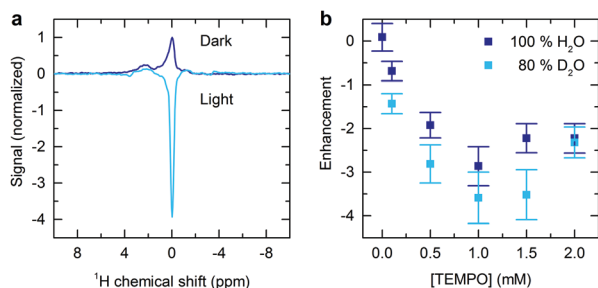 a
Signal (normalized)
1
0
-1
-2
-3
-4
Dark
Light
8 4 0 -4 -8
¹H chemical shift (ppm)
b
Enhancement
0
-1
-2
-3
-4
100 % H₂O
80 % D₂O
0.0 0.5 1.0 1.5 2.0
[TEMPO] (mM)